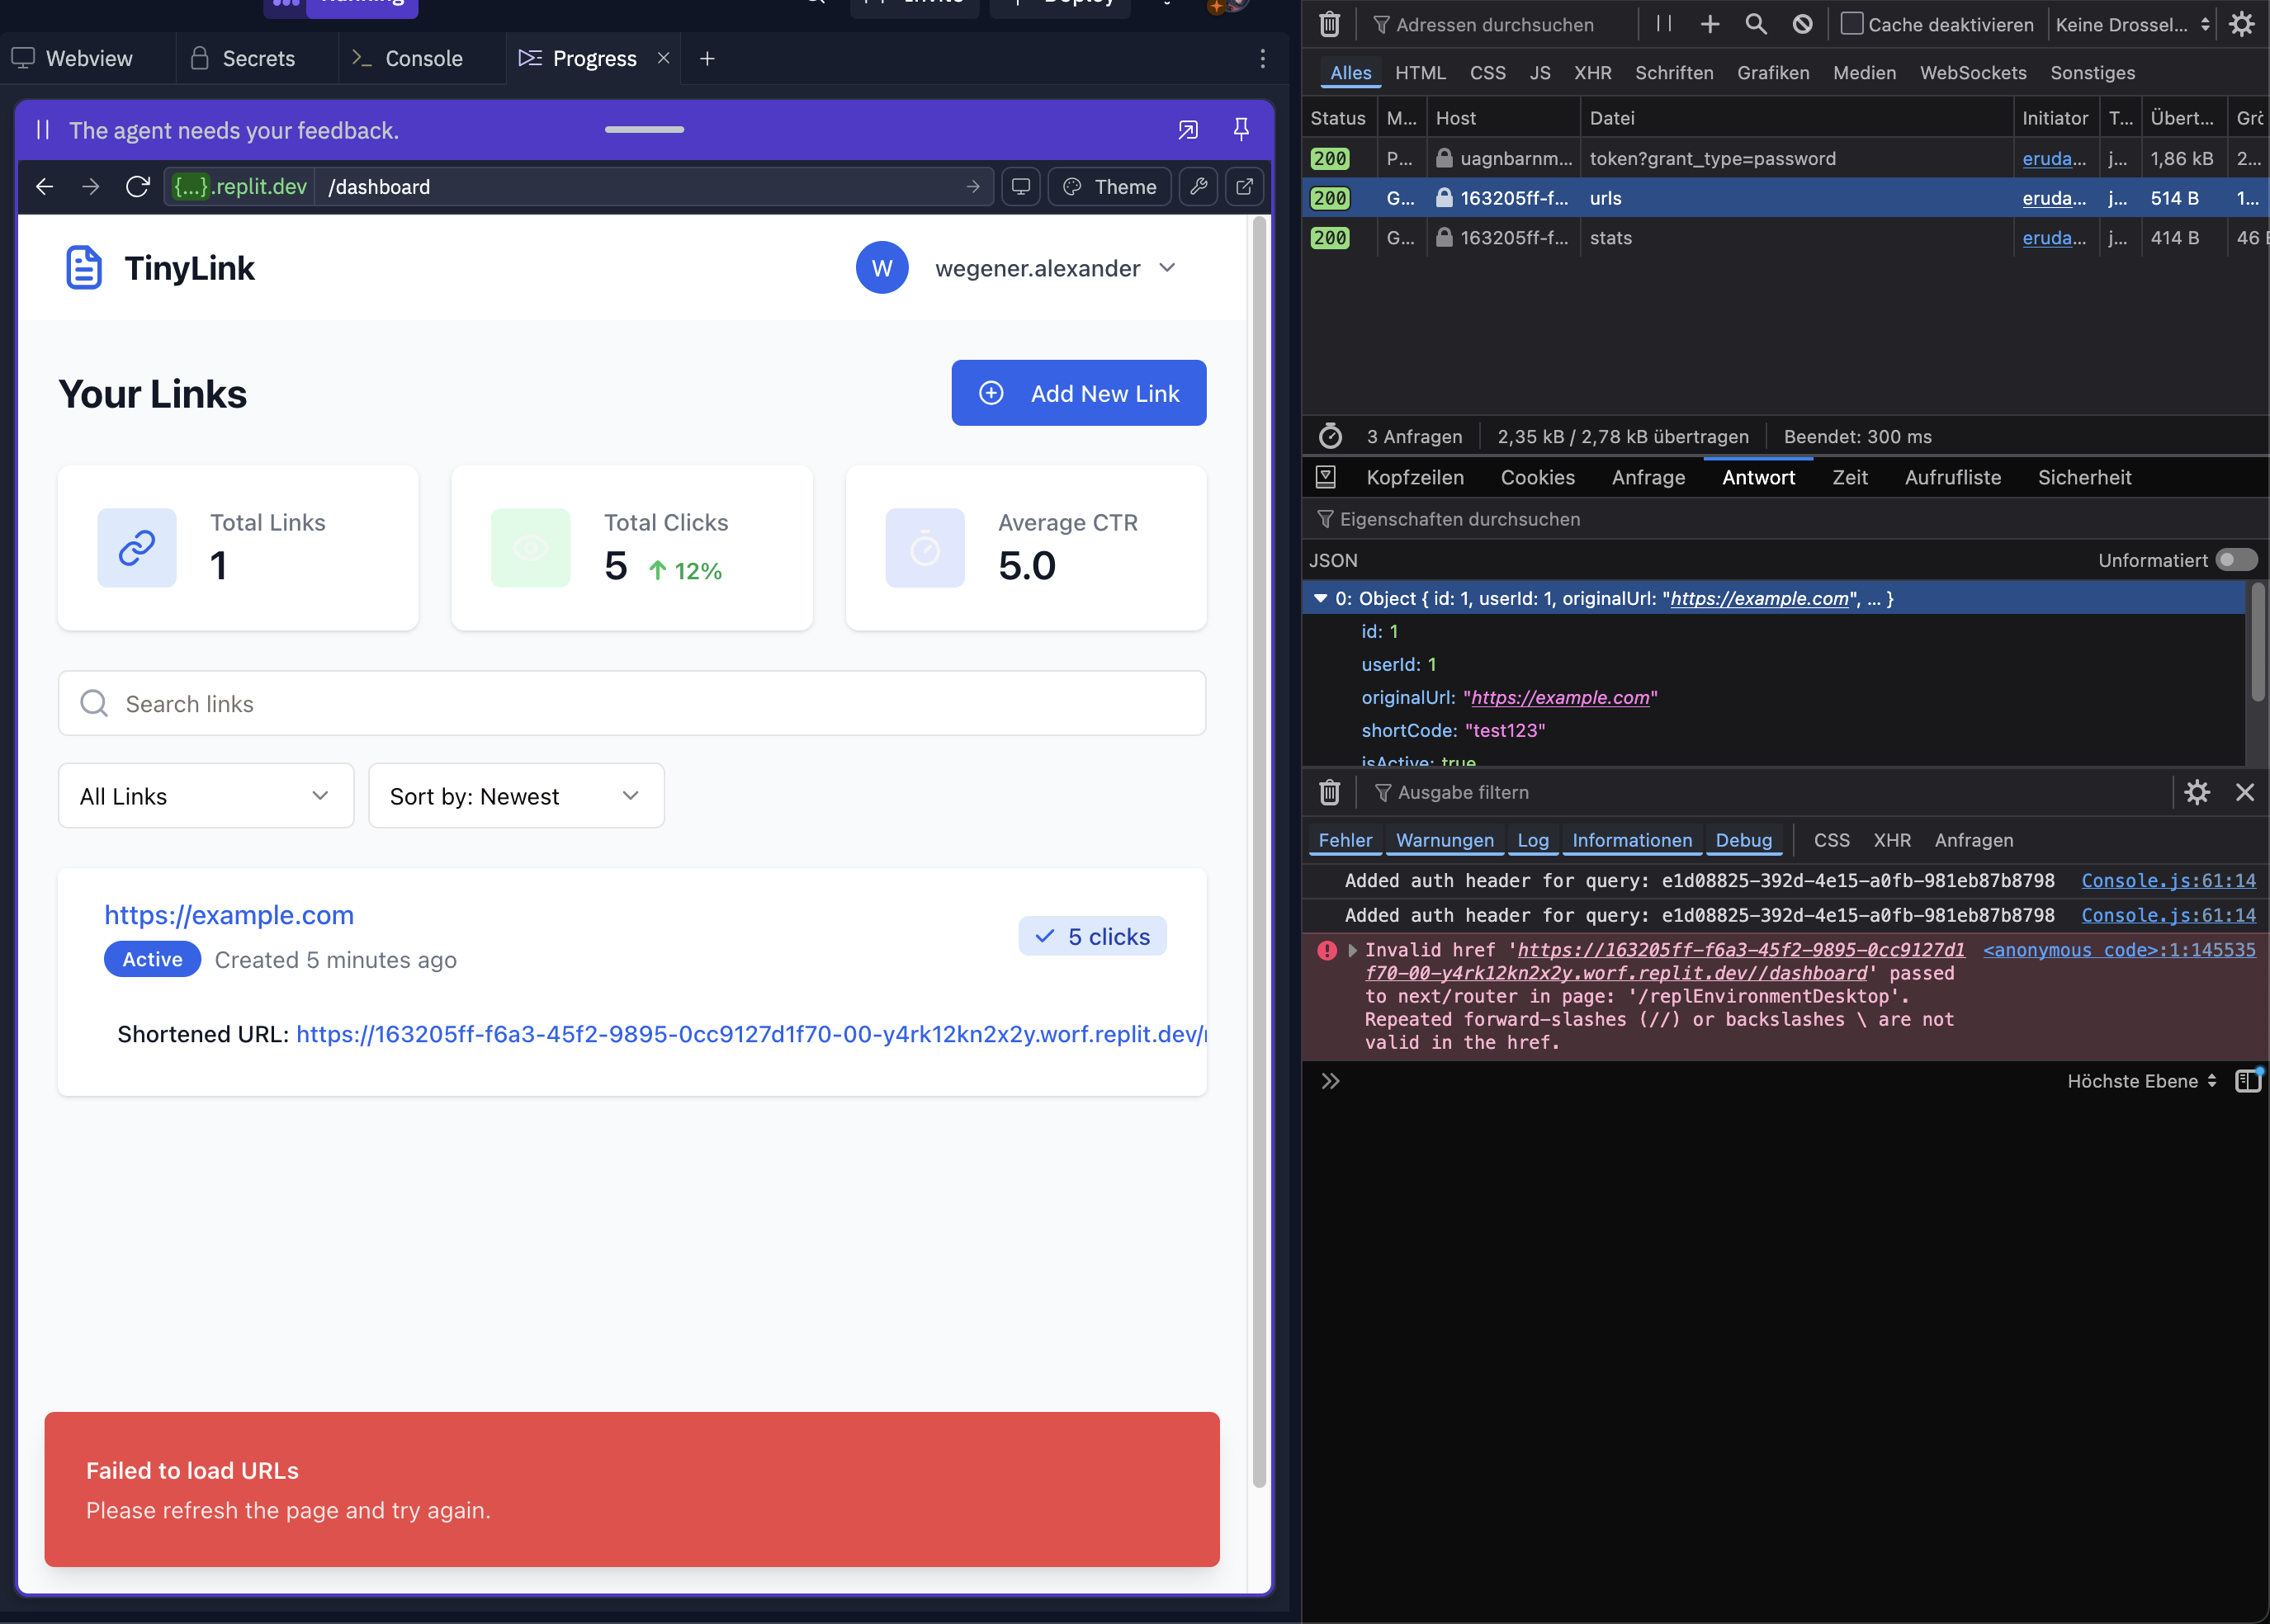 Running
Invite
Deploy
Webview
Secrets
Console
Progress
The agent needs your feedback.
{...}.replit.dev
/dashboard
Theme
TinyLink
W
wegener.alexander
Your Links
Add New Link
Total Links
1
Total Clicks
5
12%
Average CTR
5.0
Search links
All Links
Sort by: Newest
https://example.com
Active
Created 5 minutes ago
5 clicks
Shortened URL: https://163205ff-f6a3-45f2-9895-0cc9127d1f70-00-y4rk12kn2x2y.worf.replit.dev/
Failed to load URLs
Please refresh the page and try again.
Adressen durchsuchen
Cache deaktivieren
Keine Drossel...
Alles HTML CSS JS XHR Schriften Grafiken Medien WebSockets Sonstiges
Status M... Host Datei Initiator T... Übert... Grö
200 P... uagnbarnm... token?grant_type=password eruda... j... 1,86 kB 2...
200 G... 163205ff-f... urls eruda... j... 514 B 1...
200 G... 163205ff-f... stats eruda... j... 414 B 46
3 Anfragen 2,35 kB / 2,78 kB übertragen Beendet: 300 ms
Kopfzeilen Cookies Anfrage Antwort Zeit Aufrufliste Sicherheit
Eigenschaften durchsuchen
JSON
Unformatiert
0: Object { id: 1, userId: 1, originalUrl: "https://example.com", ... }
id: 1
userId: 1
originalUrl: "https://example.com"
shortCode: "test123"
isActive: true
Ausgabe filtern
Fehler Warnungen Log Informationen Debug CSS XHR Anfragen
Added auth header for query: e1d08825-392d-4e15-a0fb-981eb87b8798 Console.js:61:14
Added auth header for query: e1d08825-392d-4e15-a0fb-981eb87b8798 Console.js:61:14
Invalid href 'https://163205ff-f6a3-45f2-9895-0cc9127d1 <anonymous code>:1:145535
f70-00-y4rk12kn2x2y.worf.replit.dev//dashboard' passed
to next/router in page: '/replEnvironmentDesktop'.
Repeated forward-slashes (//) or backslashes \ are not
valid in the href.
Höchste Ebene